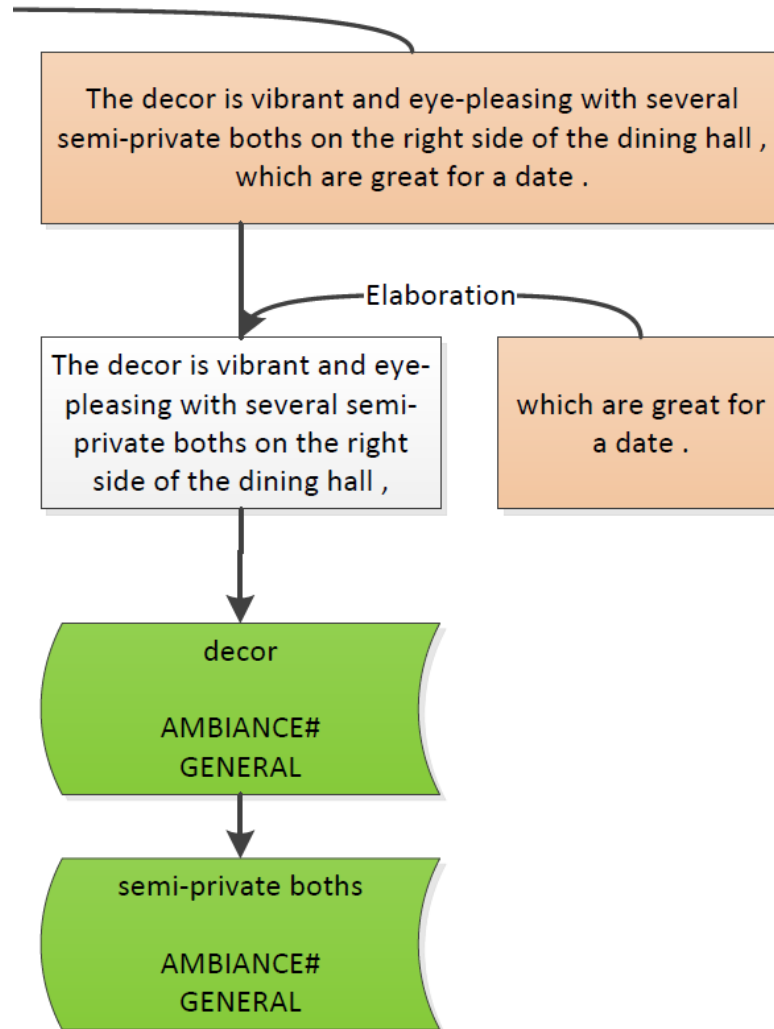 The decor is vibrant and eye-pleasing with several
semi-private boths on the right side of the dining hall ,
which are great for a date .
Elaboration
The decor is vibrant and eye-
pleasing with several semi-
private boths on the right
side of the dining hall ,
which are great for
a date .
decor
AMBIANCE#
GENERAL
semi-private boths
AMBIANCE#
GENERAL